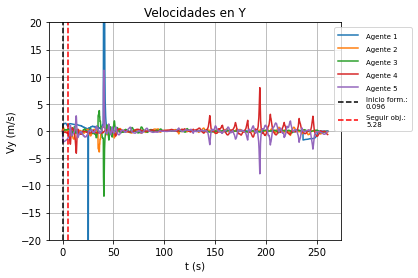 Velocidades en Y
Vy (m/s)
20
15
10
5
0
−5
−10
−15
−20
0
50
100
150
200
250
t (s)
Agente 1
Agente 2
Agente 3
Agente 4
Agente 5
Inicio form.:
0.096
Seguir obj.:
5.28